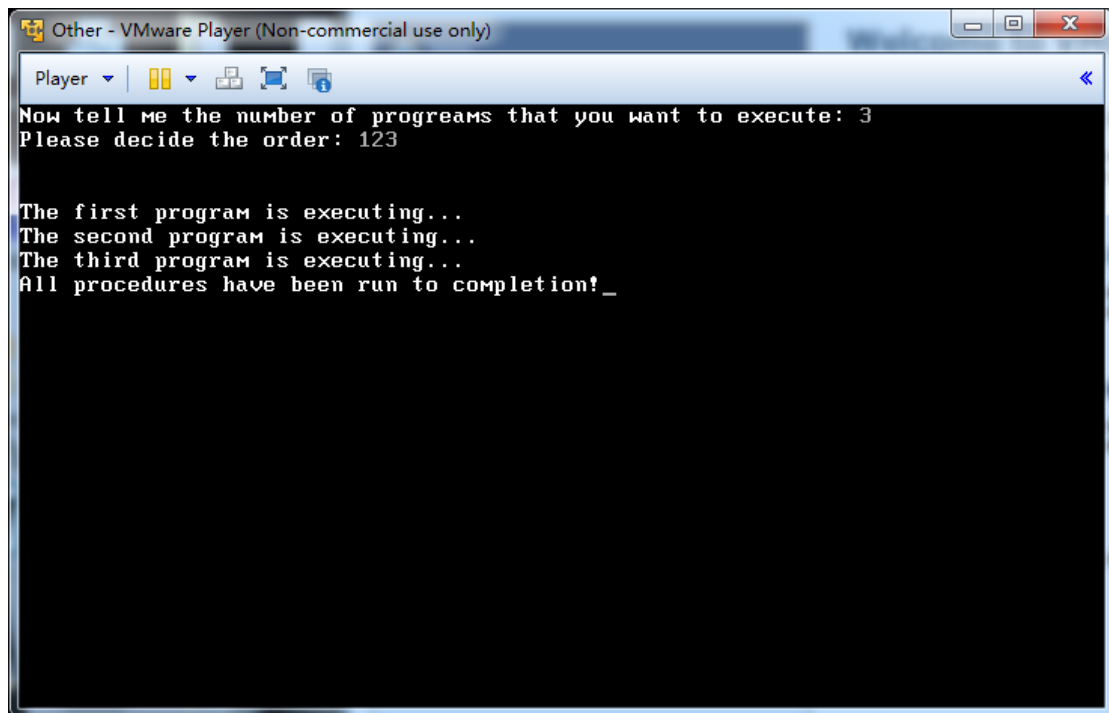 Other - VMware Player (Non-commercial use only)
Player
Now tell me the number of progreams that you want to execute: 3
Please decide the order: 123
The first program is executing...
The second program is executing...
The third program is executing...
All procedures have been run to completion!_